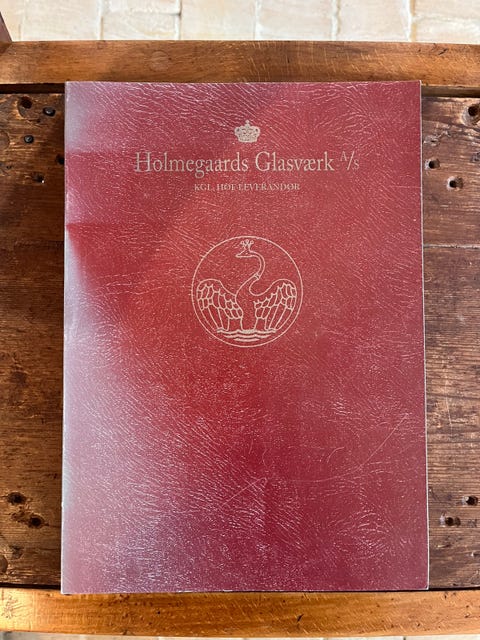 Holmegaards Glasværk A/s
KGL. HOF LEVERANDØR